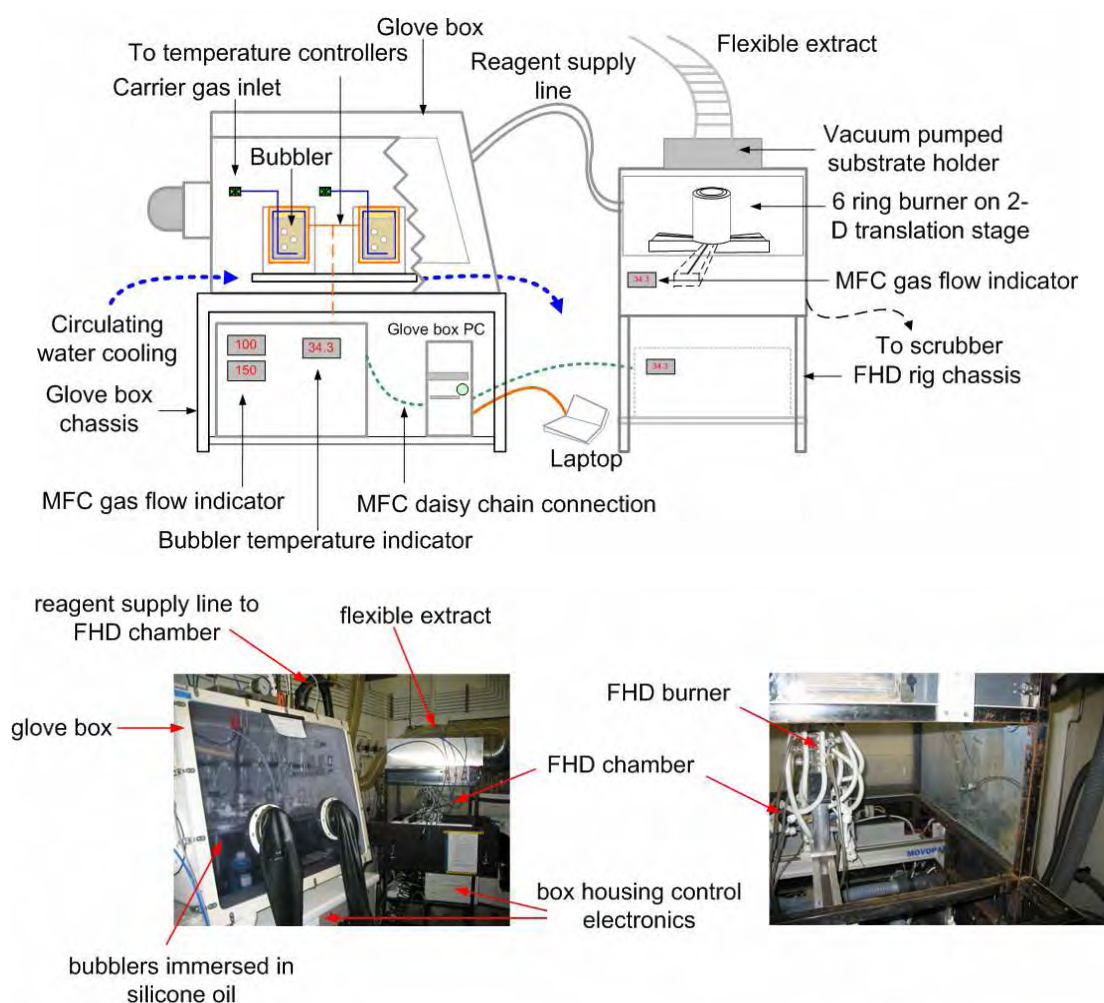 Glove box
To temperature controllers
Carrier gas inlet
Reagent supply
line
Flexible extract
Bubbler
Vacuum pumped
substrate holder
6 ring burner on 2-
D translation stage
34.3
MFC gas flow indicator
Circulating
water cooling
Glove box PC
100
150
34.3
34.3
To scrubber
FHD rig chassis
Glove box
chassis
Laptop
MFC gas flow indicator
MFC daisy chain connection
Bubbler temperature indicator
reagent supply line to
FHD chamber
flexible extract
glove box
FHD burner
FHD chamber
MOVOPA
box housing control
electronics
bubblers immersed in
silicone oil